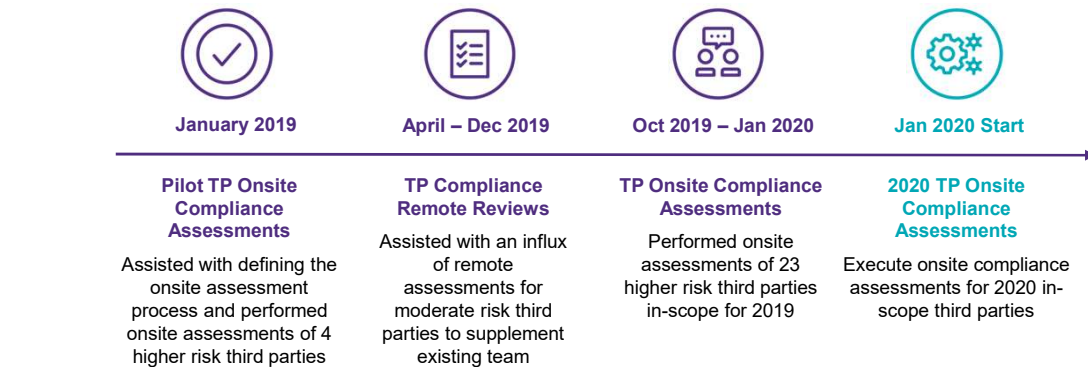 January 2019
Pilot TP Onsite
Compliance
Assessments
Assisted with defining the
onsite assessment
process and performed
onsite assessments of 4
higher risk third parties
April – Dec 2019
TP Compliance
Remote Reviews
Assisted with an influx
of remote
assessments for
moderate risk third
parties to supplement
existing team
Oct 2019 – Jan 2020
TP Onsite Compliance
Assessments
Performed onsite
assessments of 23
higher risk third parties
in-scope for 2019
Jan 2020 Start
2020 TP Onsite
Compliance
Assessments
Execute onsite compliance
assessments for 2020 in-
scope third parties